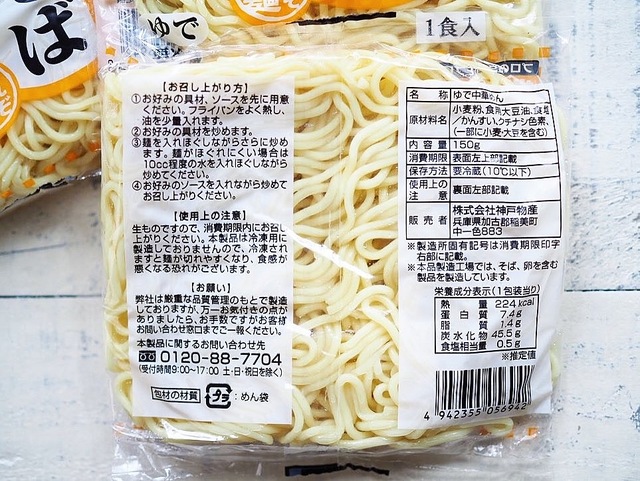 そば
ゆで
1食入
【お召し上がり方】
①お好みの具材、ソースを先に用意
ください。フライパンをよく熱し、
油を少量入れます。
②お好みの具材を炒めます。
③麺を入れほぐしながらさらに炒め
ます。麺がほぐれにくい場合は
10cc程度の水を入れほぐしながら
炒めてください。
④お好みのソースを入れながら炒めて
お召し上がりください。
【使用上の注意】
生ものですので、消費期限内にお召
し上がりください。本製品は冷凍用に
製造しておりませんので、冷凍されま
すと麺が切れやすくなり、食感が
悪くなる恐れがございます。
【お願い】
弊社は厳重な品質管理のもとで製造
しておりますが、万一お気付きの点が
ありましたら、お手数ですがお客様
お問い合わせ窓口までご一報ください。
本製品に関するお問い合わせ先
0120-88-7704
(受付時間9:00〜17:00 土・日・祝日を除く)
包材の材質 プラ :めん袋
名 称 ゆで中華めん
原材料名 小麦粉、食用大豆油、食塩
/かんすい、クチナシ色素、
(一部に小麦・大豆を含む)
内 容 量 150g
消費期限 表面左上部記載
保存方法 要冷蔵(10℃以下)
使用上の注意 裏面左部記載
販 売 者 株式会社神戸物産
兵庫県加古郡稲美町
中一色883
※製造所固有記号は消費期限印字
右部に記載。
※本品製造工場では、そば、卵を含む
製品を製造しています。
栄養成分表示(1包装当り)
熱 量 224kcal
蛋 白 質 7.4g
脂 質 1.4g
炭水化物 45.5g
食塩相当量 0.5g
※推定値
4 942355 056942